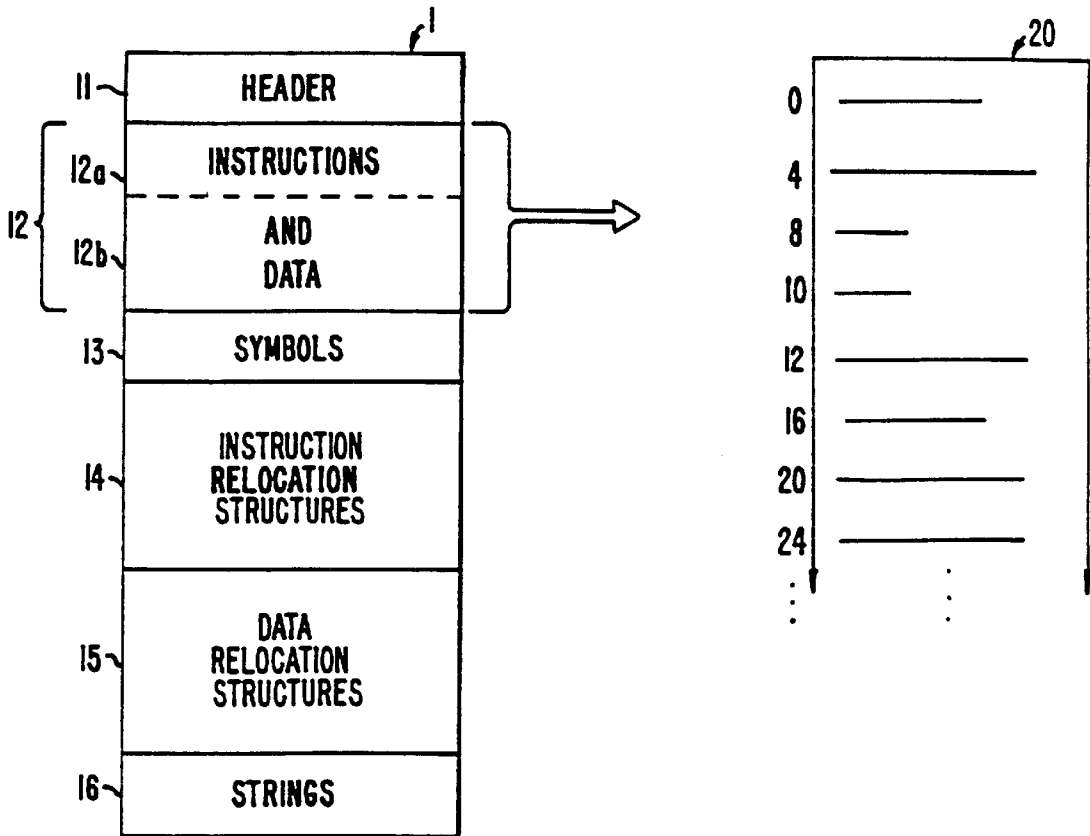 1
11 HEADER
12
12a INSTRUCTIONS
12b AND
DATA
13 SYMBOLS
14 INSTRUCTION
RELOCATION
STRUCTURES
15 DATA
RELOCATION
STRUCTURES
16 STRINGS
20
0
4
8
10
12
16
20
24